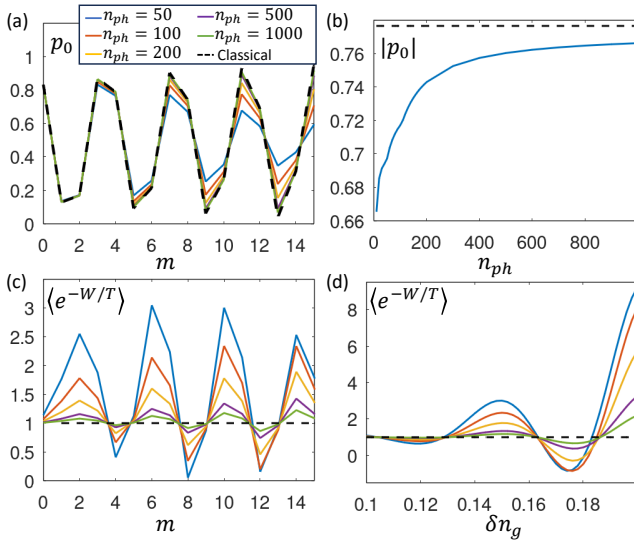 (a)
p₀
n_ph = 50
n_ph = 500
n_ph = 100
n_ph = 1000
n_ph = 200
Classical
1
0.8
0.6
0.4
0.2
0
0 2 4 6 8 10 12 14
m
(b)
|p₀|
0.76
0.74
0.72
0.7
0.68
0.66
0 200 400 600 800
n_ph
(c)
⟨e^{-W/T}⟩
3
2.5
2
1.5
1
0.5
0
0 2 4 6 8 10 12 14
m
(d)
⟨e^{-W/T}⟩
8
6
4
2
0
0.1 0.12 0.14 0.16 0.18
δn_g